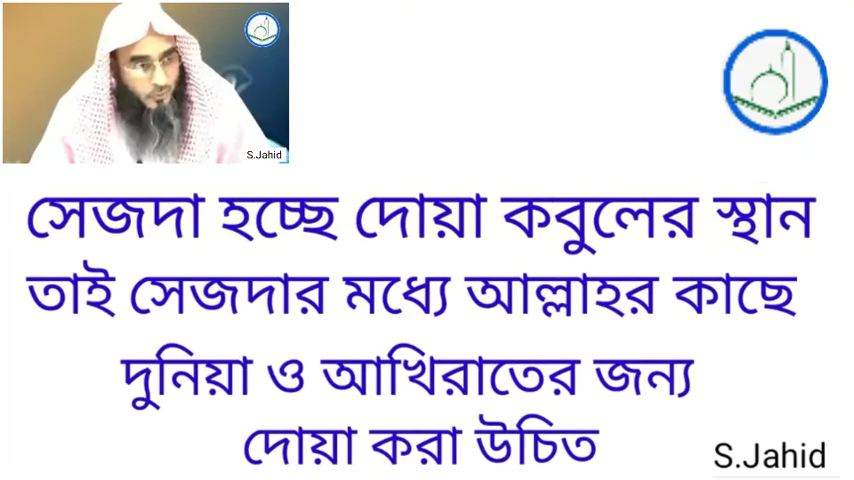 S.Jahid
সেজদা হচ্ছে দোয়া কবুলের স্থান
তাই সেজদার মধ্যে আল্লাহর কাছে
দুনিয়া ও আখিরাতের জন্য
দোয়া করা উচিত
S.Jahid